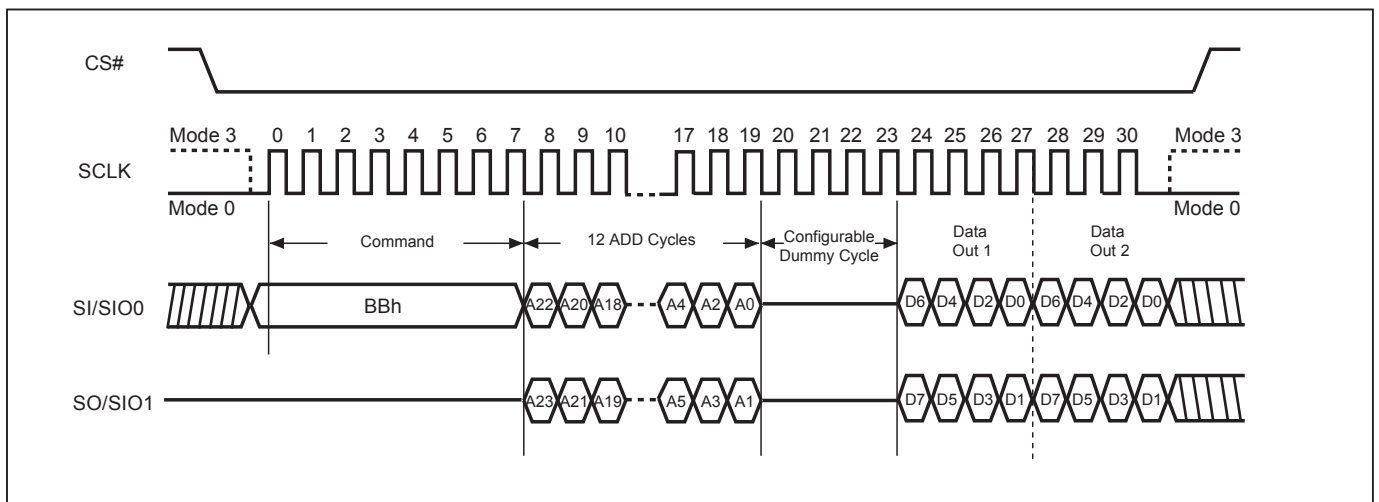 CS#
Mode 3 0 1 2 3 4 5 6 7 8 9 10 17 18 19 20 21 22 23 24 25 26 27 28 29 30 Mode 3
SCLK
Mode 0 Mode 0
Command 12 ADD Cycles Configurable Dummy Cycle Data Out 1 Data Out 2
SI/SIO0 BBh A22 A20 A18 A4 A2 A0 D6 D4 D2 D0 D6 D4 D2 D0
SO/SIO1 A23 A21 A19 A5 A3 A1 D7 D5 D3 D1 D7 D5 D3 D1